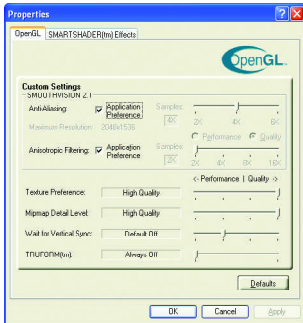 Properties
OpenGL SMARTSHADER(tm) Effects
OpenGL.
Custom Settings
SMOOTHVISION 2.1
Anti-Aliasing: Application Preference Samples: 4X 2X 4X 6X
Maximum Resolution: 2048x1536
Performance Quality
Anisotropic Filtering: Application Preference Samples: 2X 2X 4X 8X 16X
<- Performance | Quality ->
Texture Preference: High Quality
Mipmap Detail Level: High Quality
Wait for Vertical Sync: Default Off
TRUFORM(tm): Always Off
Defaults
OK Cancel Apply